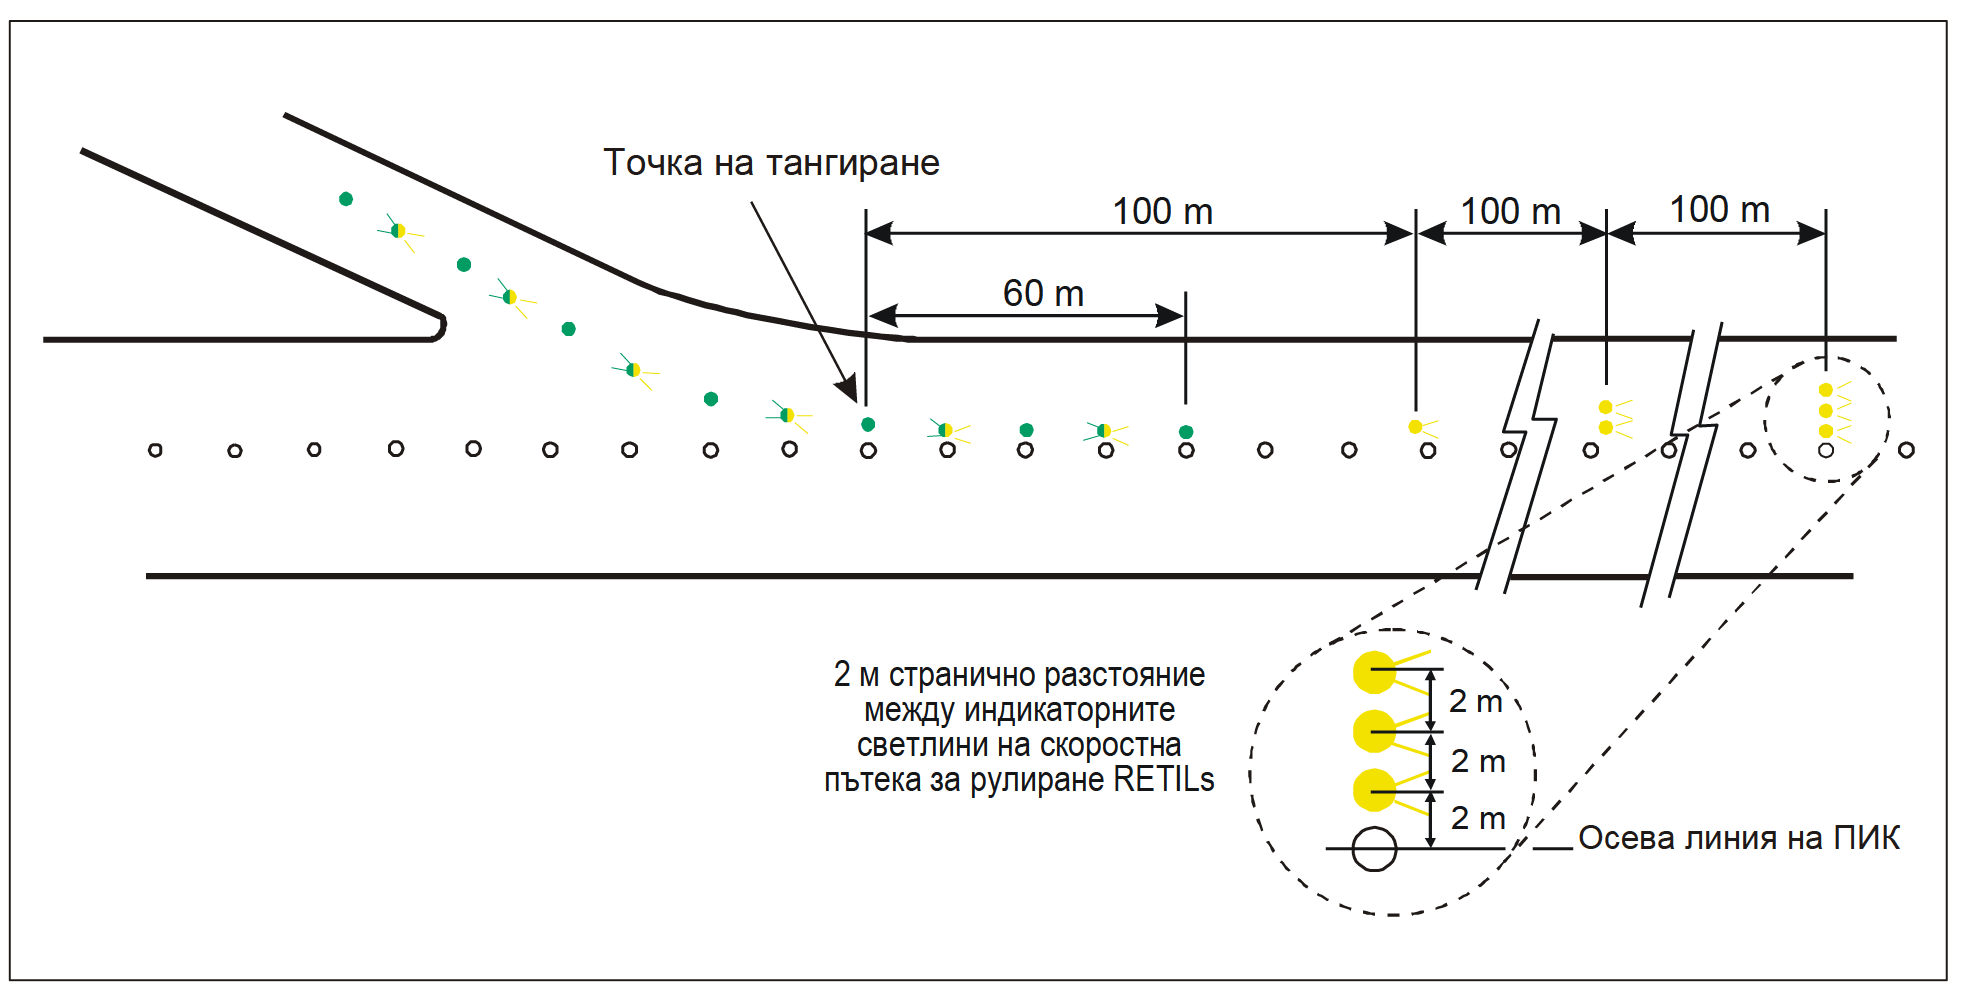 Точка на тангиране
100 m
100 m
100 m
60 m
2 м странично разстояние
между индикаторните
светлини на скоростна
пътека за рулиране RETILs
2 m
2 m
2 m
Осева линия на ПИК